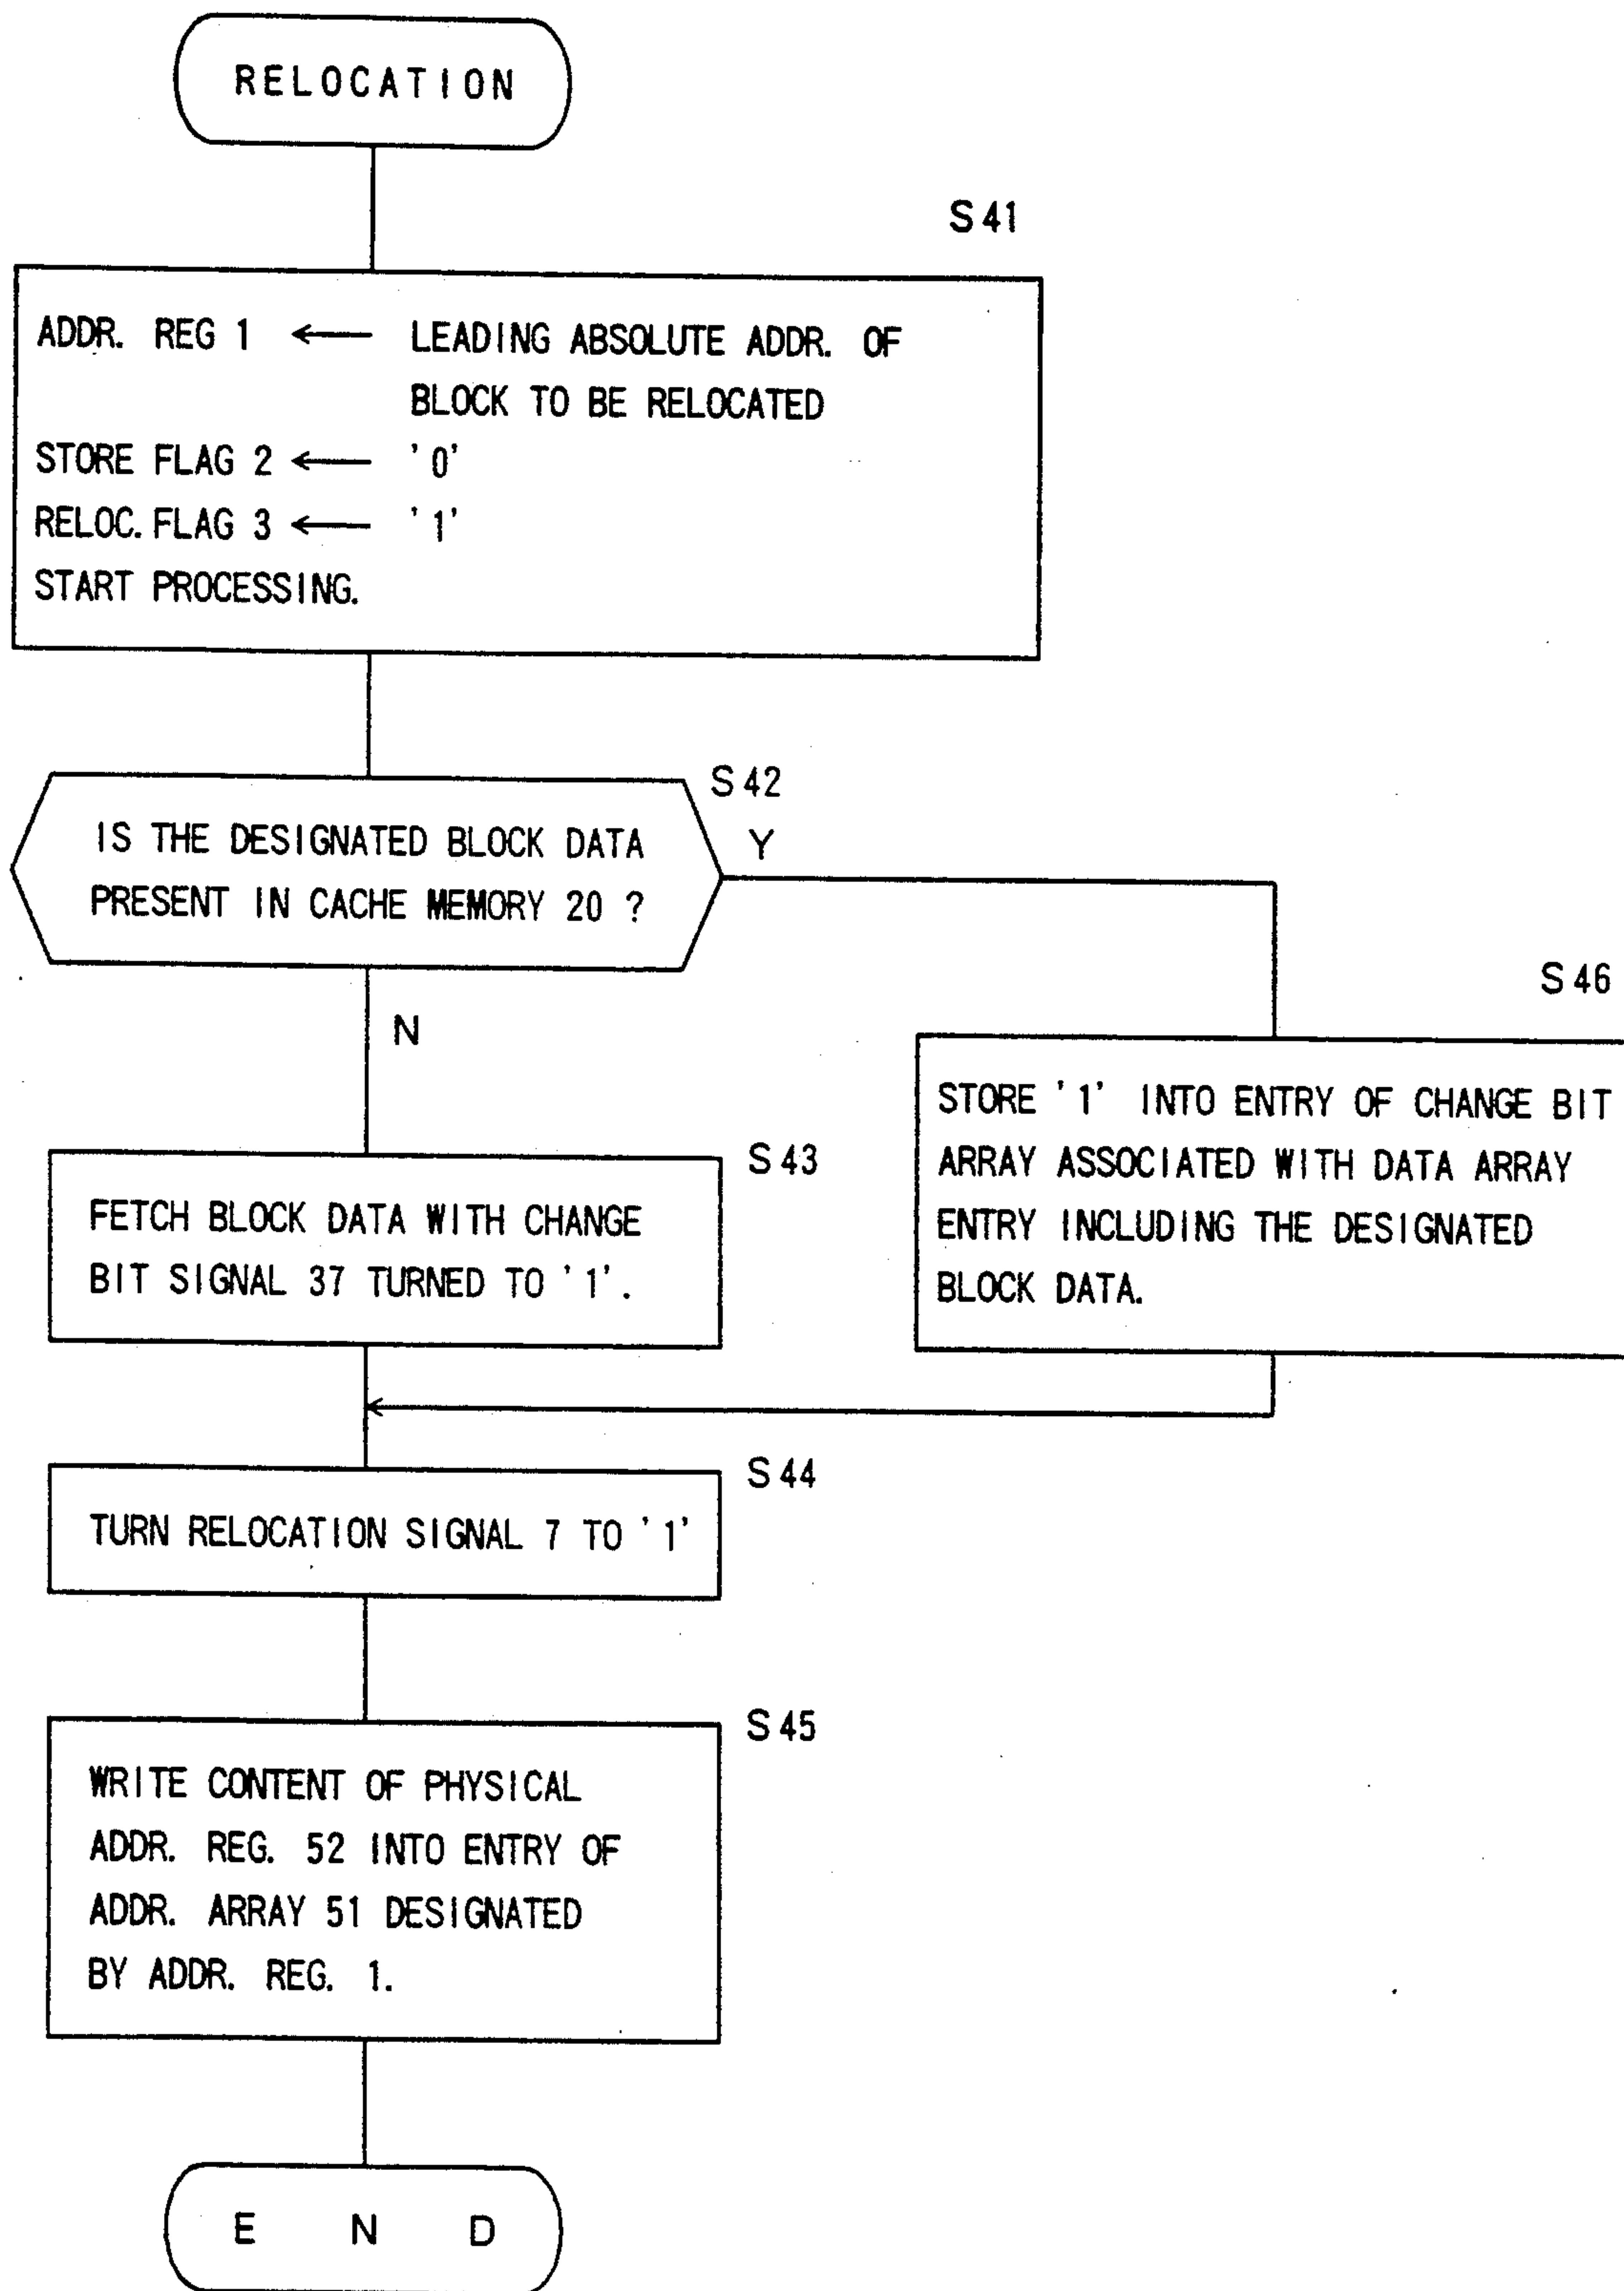 RELOCATION
S41
ADDR. REG 1 ← LEADING ABSOLUTE ADDR. OF
BLOCK TO BE RELOCATED
STORE FLAG 2 ← '0'
RELOC. FLAG 3 ← '1'
START PROCESSING.
S42
IS THE DESIGNATED BLOCK DATA
PRESENT IN CACHE MEMORY 20 ?
Y
N
S46
STORE '1' INTO ENTRY OF CHANGE BIT
ARRAY ASSOCIATED WITH DATA ARRAY
ENTRY INCLUDING THE DESIGNATED
BLOCK DATA.
S43
FETCH BLOCK DATA WITH CHANGE
BIT SIGNAL 37 TURNED TO '1'.
S44
TURN RELOCATION SIGNAL 7 TO '1'
S45
WRITE CONTENT OF PHYSICAL
ADDR. REG. 52 INTO ENTRY OF
ADDR. ARRAY 51 DESIGNATED
BY ADDR. REG. 1.
E N D